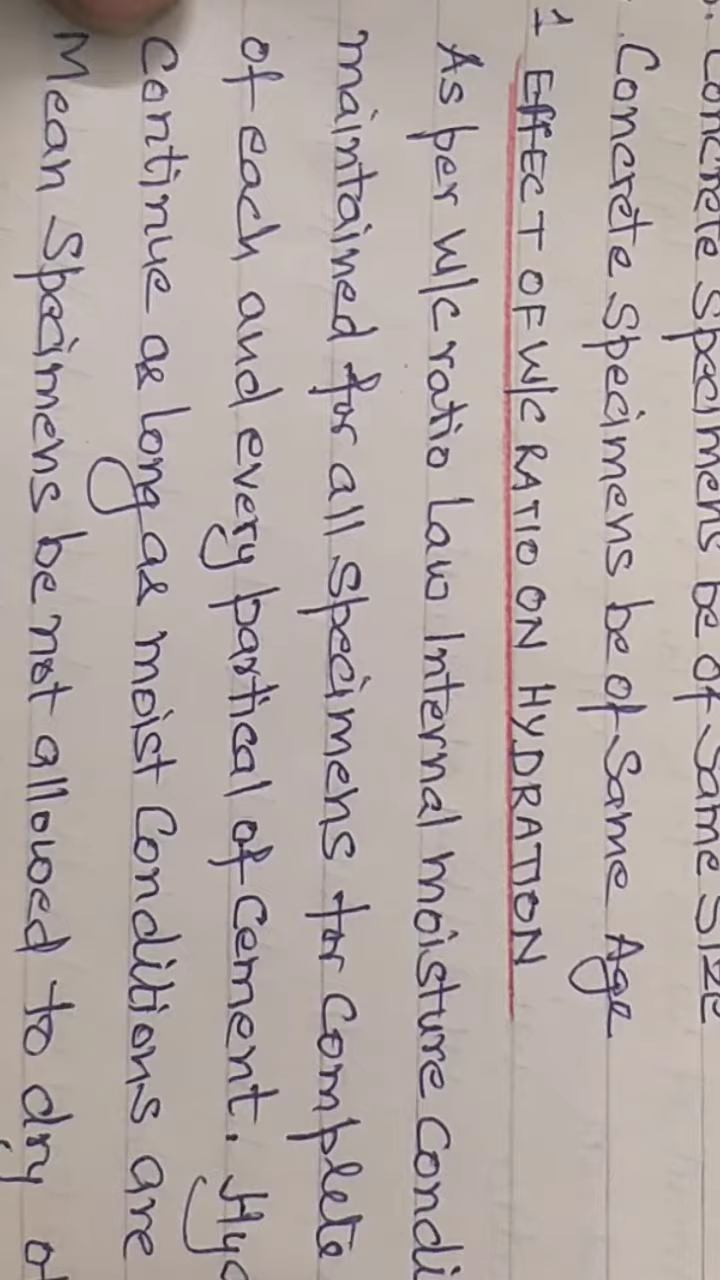 Concrete Specimens be of Same Size
Concrete Specimens be of Same Age
1 EFFECT OF W/C RATIO ON HYDRATION
As per W/c ratio Law Internal moisture Condi
maintained for all Specimens for Complete
of each and every partical of Cement. Hyd
Continue as long as moist Conditions are
Mean Specimens be not allowed to dry